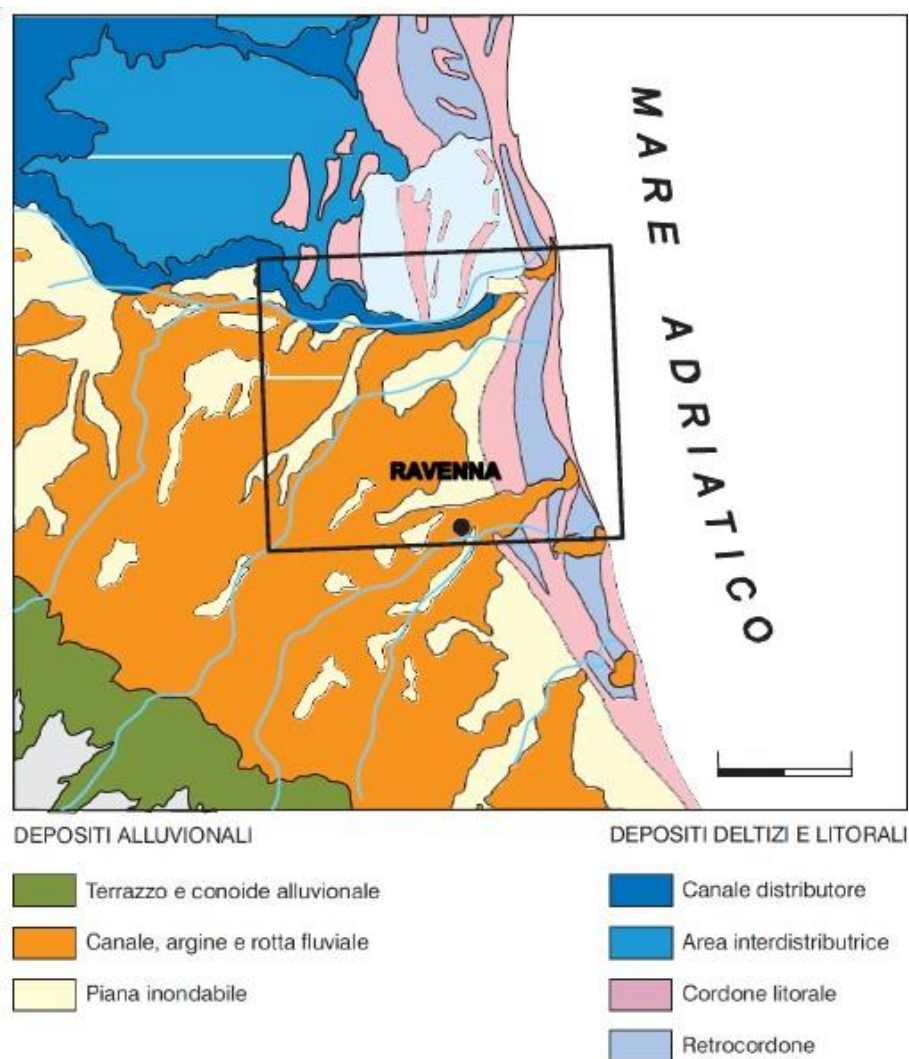 MARE ADRIATICO
RAVENNA
DEPOSITI ALLUVIONALI
Terrazzo e conoide alluvionale
Canale, argine e rotta fluviale
Piana inondabile
DEPOSITI DELTIZI E LITORALI
Canale distributore
Area interdistributrice
Cordone litorale
Retrocordone